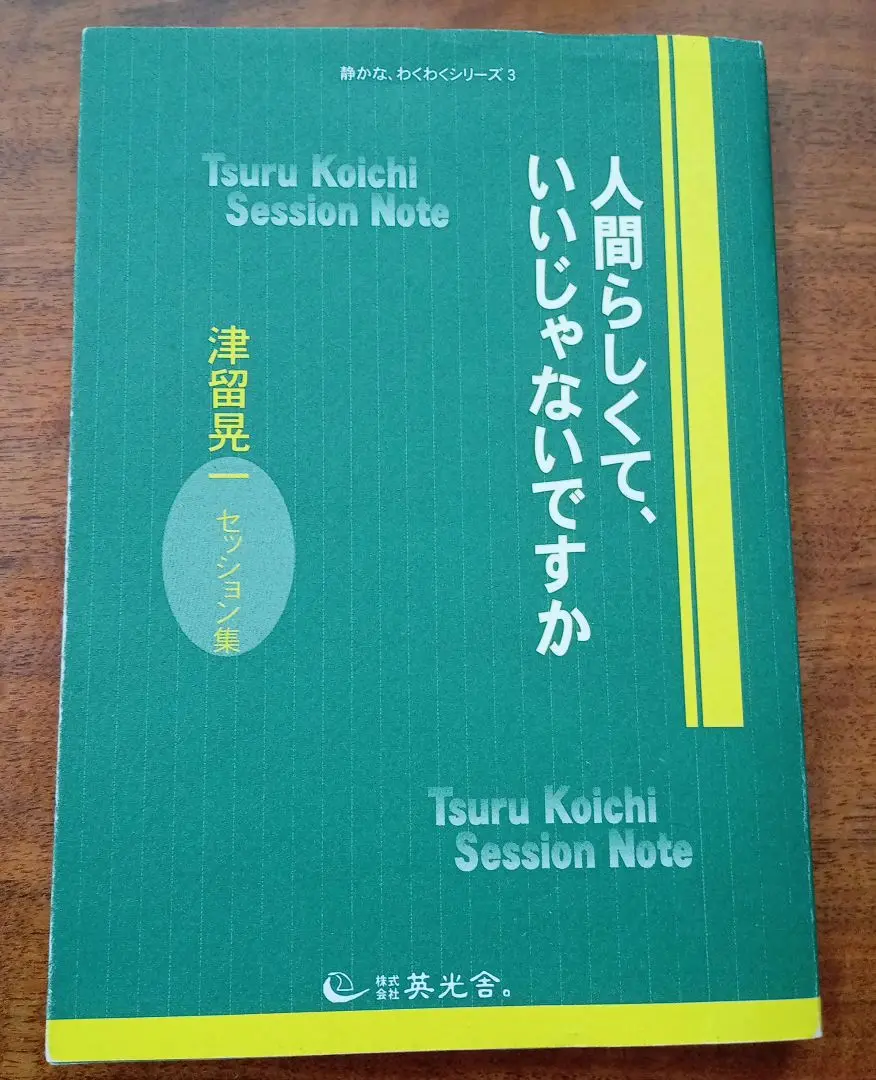 静かな、わくわくシリーズ 3
Tsuru Koichi
Session Note
人間らしくて、
いいじゃないですか
津留晃一
セッション集
Tsuru Koichi
Session Note
株式
会社
英光舎。